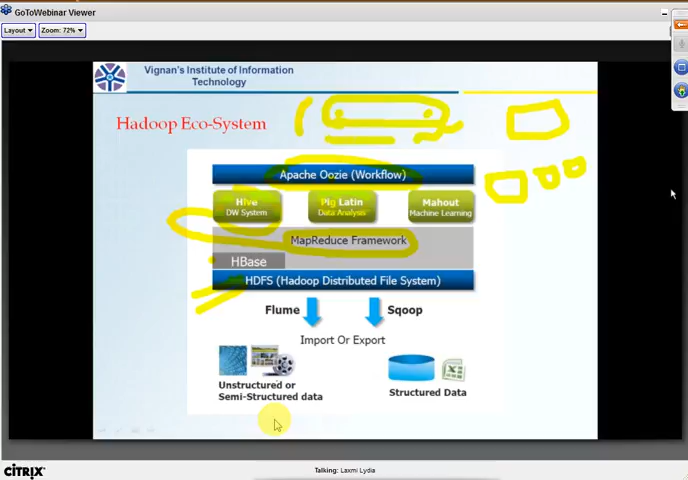 GoToWebinar Viewer
Layout
Zoom: 72%
Vignan's Institute of Information
Technology
Hadoop Eco-System
Apache Oozie (Workflow)
Hive
DW System
Pig Latin
Data Analysis
Mahout
Machine Learning
MapReduce Framework
HBase
HDFS (Hadoop Distributed File System)
Flume
Sqoop
Import Or Export
Unstructured or
Semi-Structured data
Structured Data
CITRIX
Talking: Laxmi Lydia